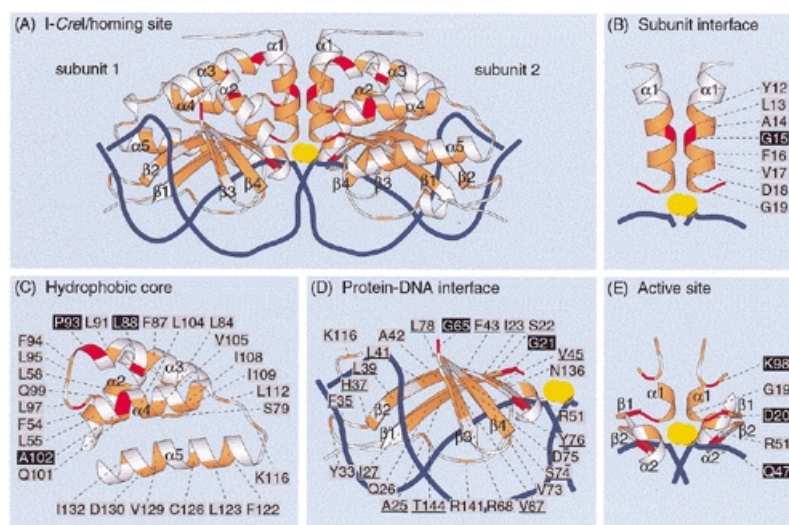 (A) I-CreI/homing site
subunit 1
subunit 2
α1 α1
α3 α3
α2 α2
α4 α4
α5 α5
β2 β2
β1 β1
β3 β3
β4 β4
(B) Subunit interface
α1 α1
Y12
L13
A14
G15
F16
V17
D18
G19
(C) Hydrophobic core
P93 L91 L88 F87 L104 L84
F94
L95
L58
Q99
L97
F54
L55
A102
Q101
V105
I108
I109
L112
S79
K116
α2
α3
α4
α5
I132 D130 V129 C126 L123 F122
(D) Protein-DNA interface
K116
A42
L78 G65 F43 I23 S22
G21
L41
L39
H37
F35
V45
N136
R51
Y76
D75
S74
V73
β2
β1
β3
β4
Y33 I27
Q26
A25 T144 R141 R68 V67
(E) Active site
α1 α1
β1 β1
β2 β2
α2 α2
K98
G19
D20
R51
Q47